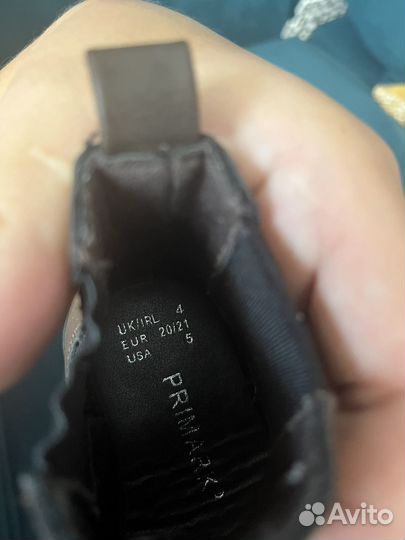 UK/IRL 4
EUR 20/21
USA 5
PRIMARK
Avito